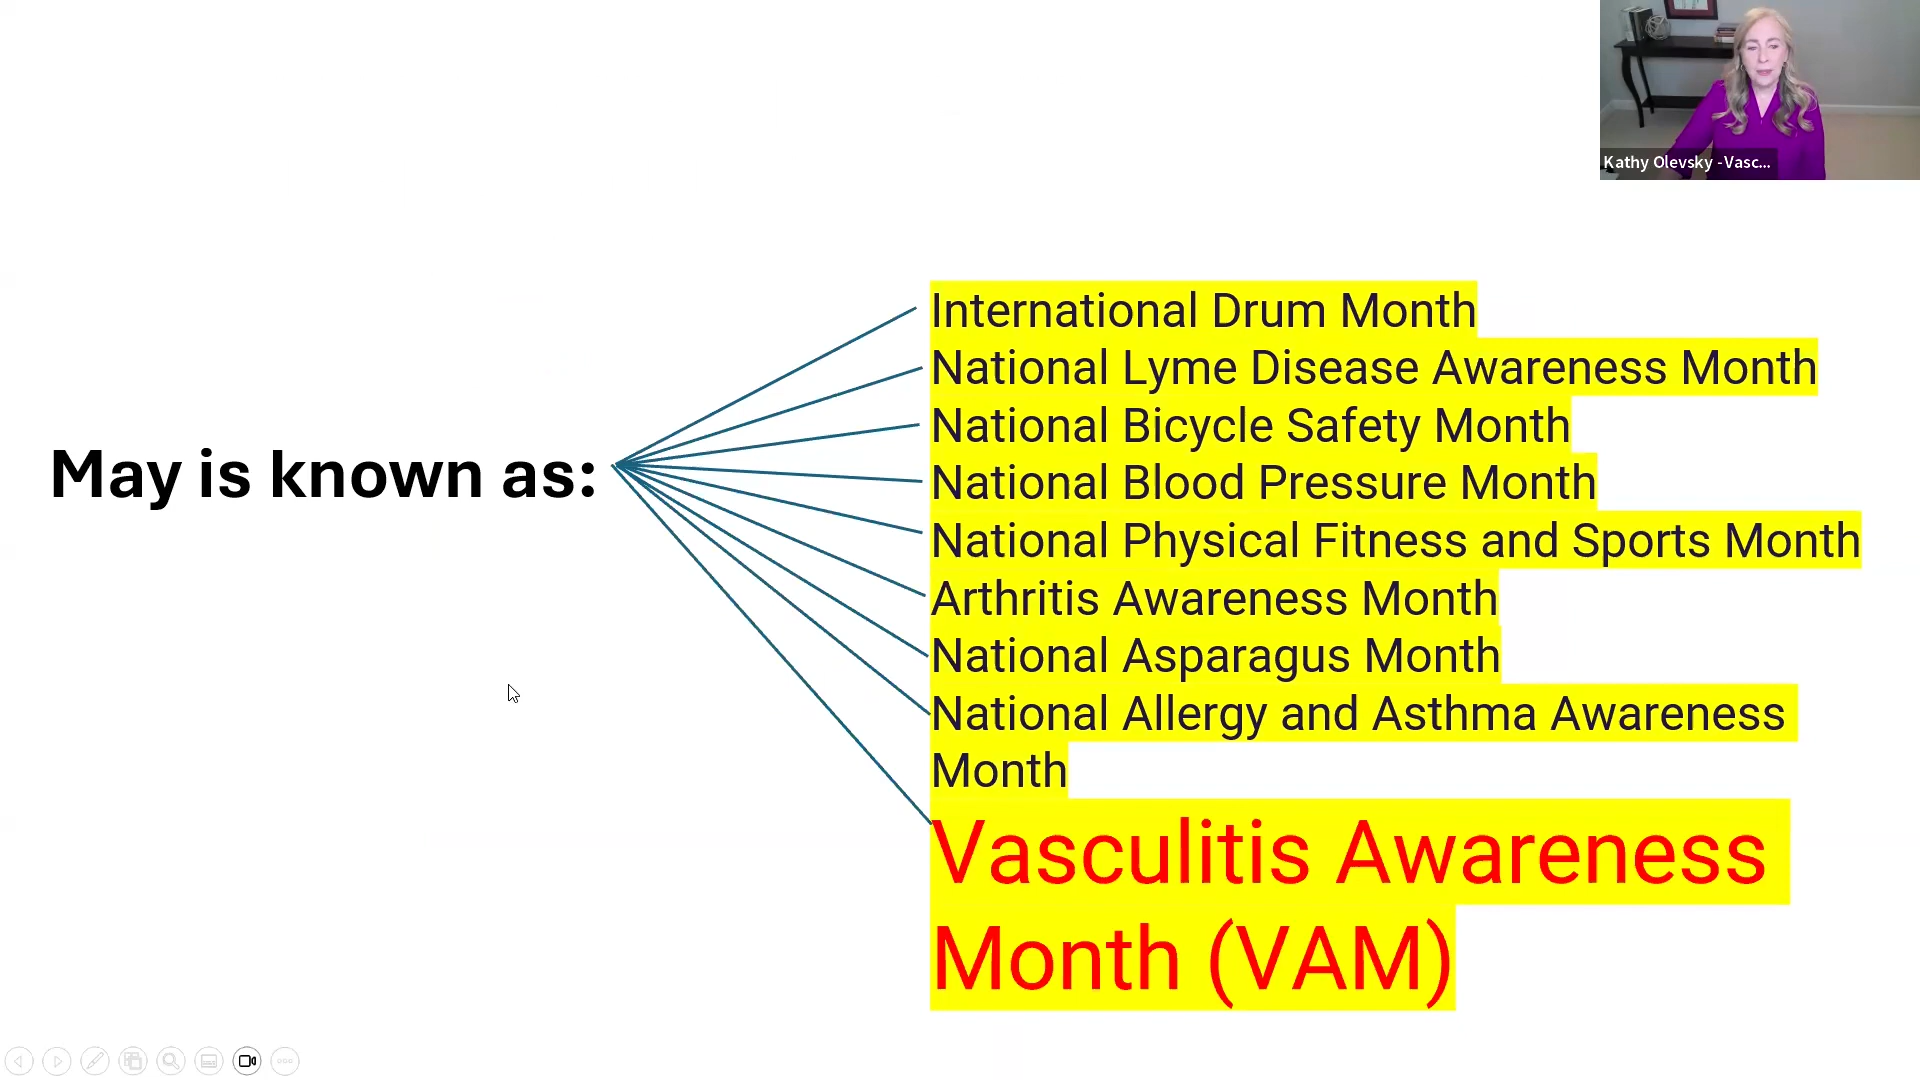 Kathy Olevsky -Vasc...
May is known as:
International Drum Month
National Lyme Disease Awareness Month
National Bicycle Safety Month
National Blood Pressure Month
National Physical Fitness and Sports Month
Arthritis Awareness Month
National Asparagus Month
National Allergy and Asthma Awareness
Month
Vasculitis Awareness
Month (VAM)